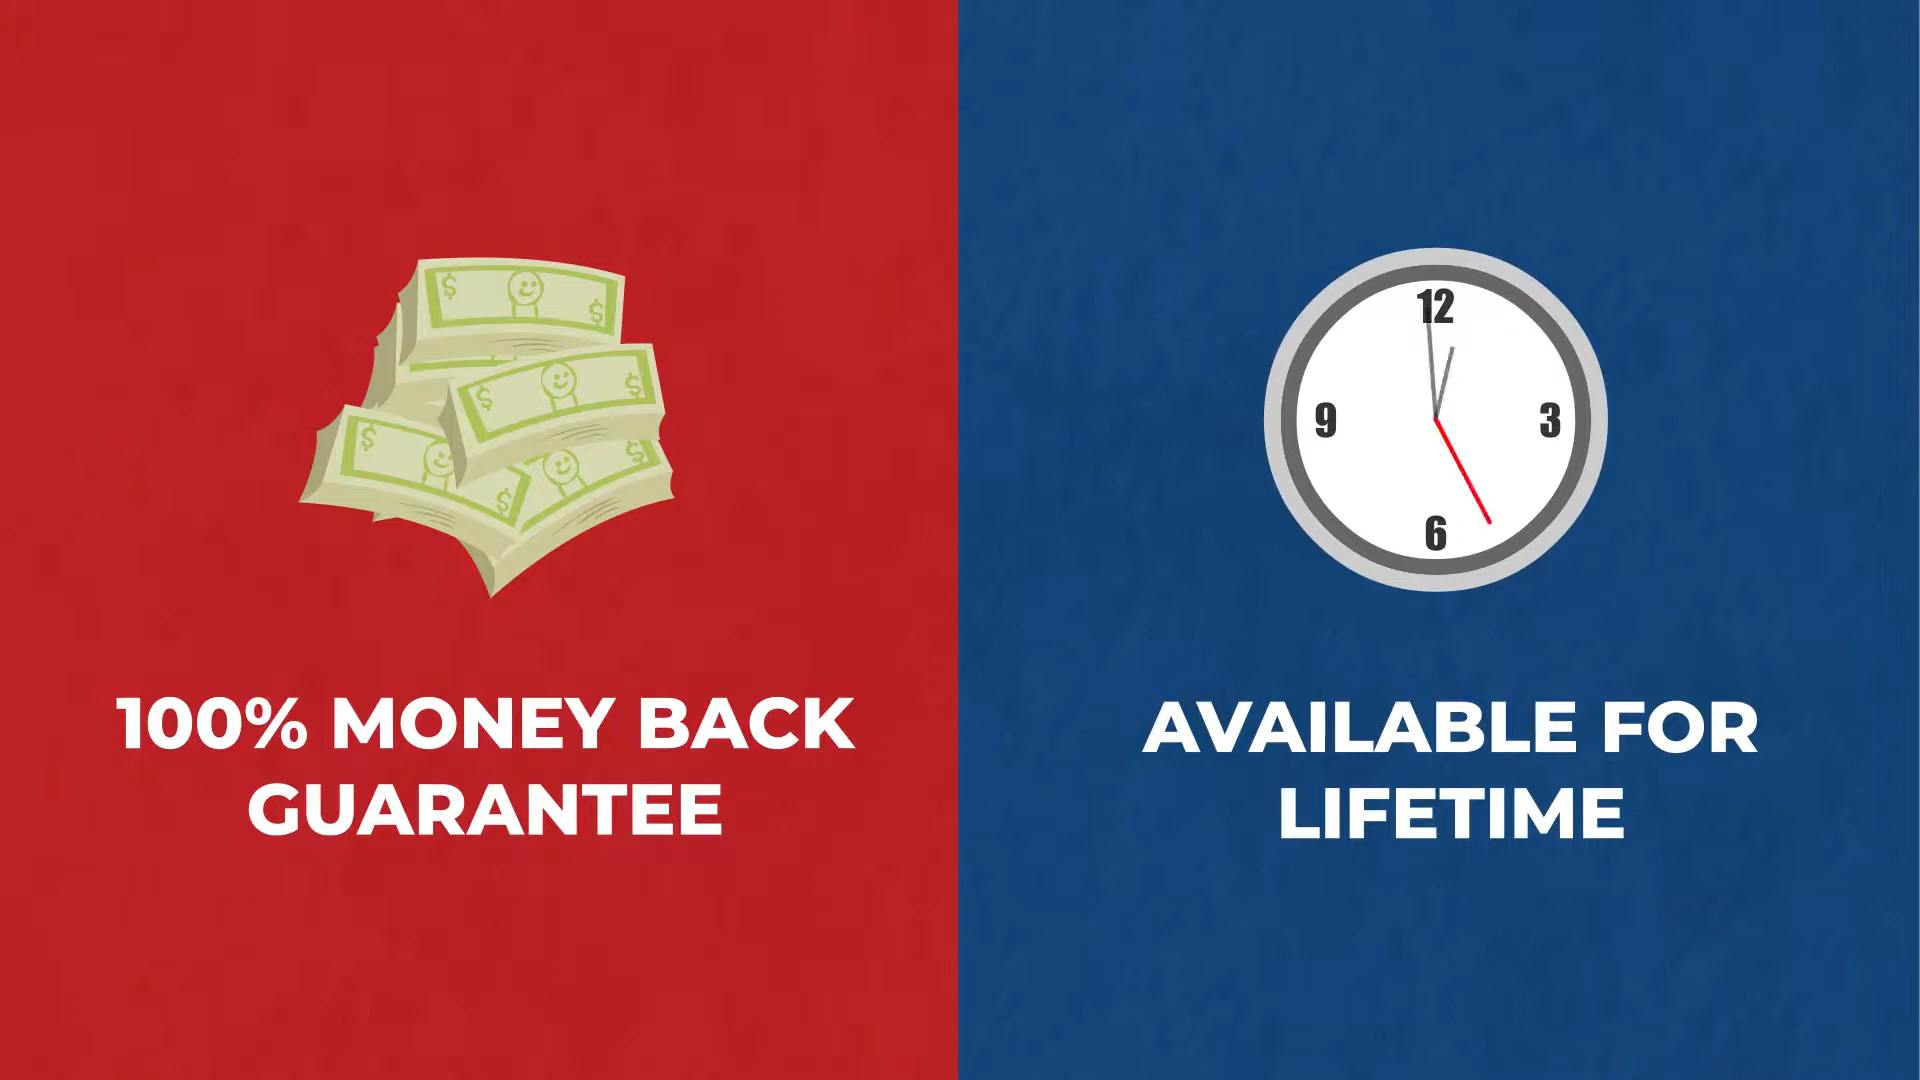 100% MONEY BACK
GUARANTEE
$ $
$ $
$ $
$
12
9 3
6
AVAILABLE FOR
LIFETIME